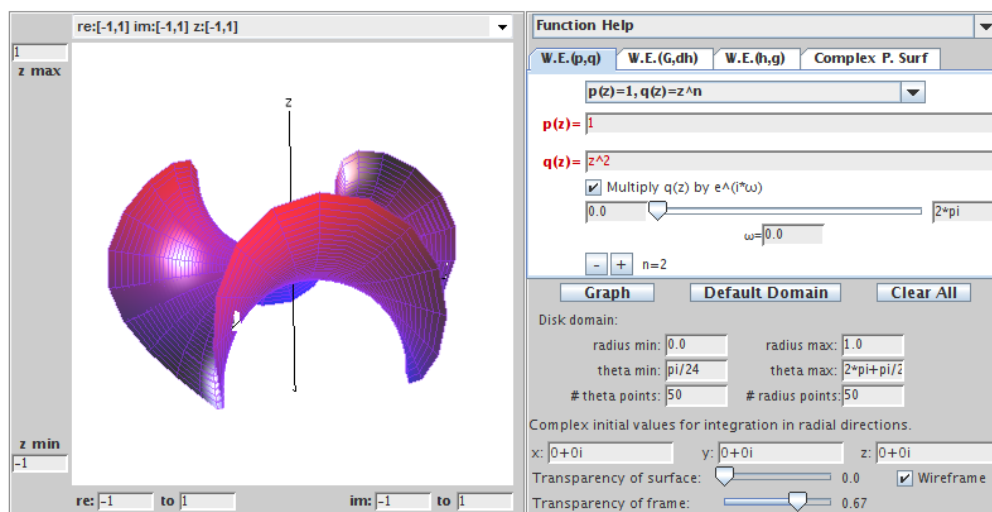 re:[-1,1] im:[-1,1] z:[-1,1]
1
z max
z
z min
-1
re: -1 to 1 im: -1 to 1
Function Help
W.E.(p,q) W.E.(G,dh) W.E.(h,g) Complex P. Surf
p(z)=1,q(z)=z^n
p(z)= 1
q(z)= z^2
Multiply q(z) by e^(i*ω)
0.0 2*pi
ω= 0.0
- + n=2
Graph Default Domain Clear All
Disk domain:
radius min: 0.0 radius max: 1.0
theta min: pi/24 theta max: 2*pi+pi/2
# theta points: 50 # radius points: 50
Complex initial values for integration in radial directions.
x: 0+0i y: 0+0i z: 0+0i
Transparency of surface: 0.0 Wireframe
Transparency of frame: 0.67